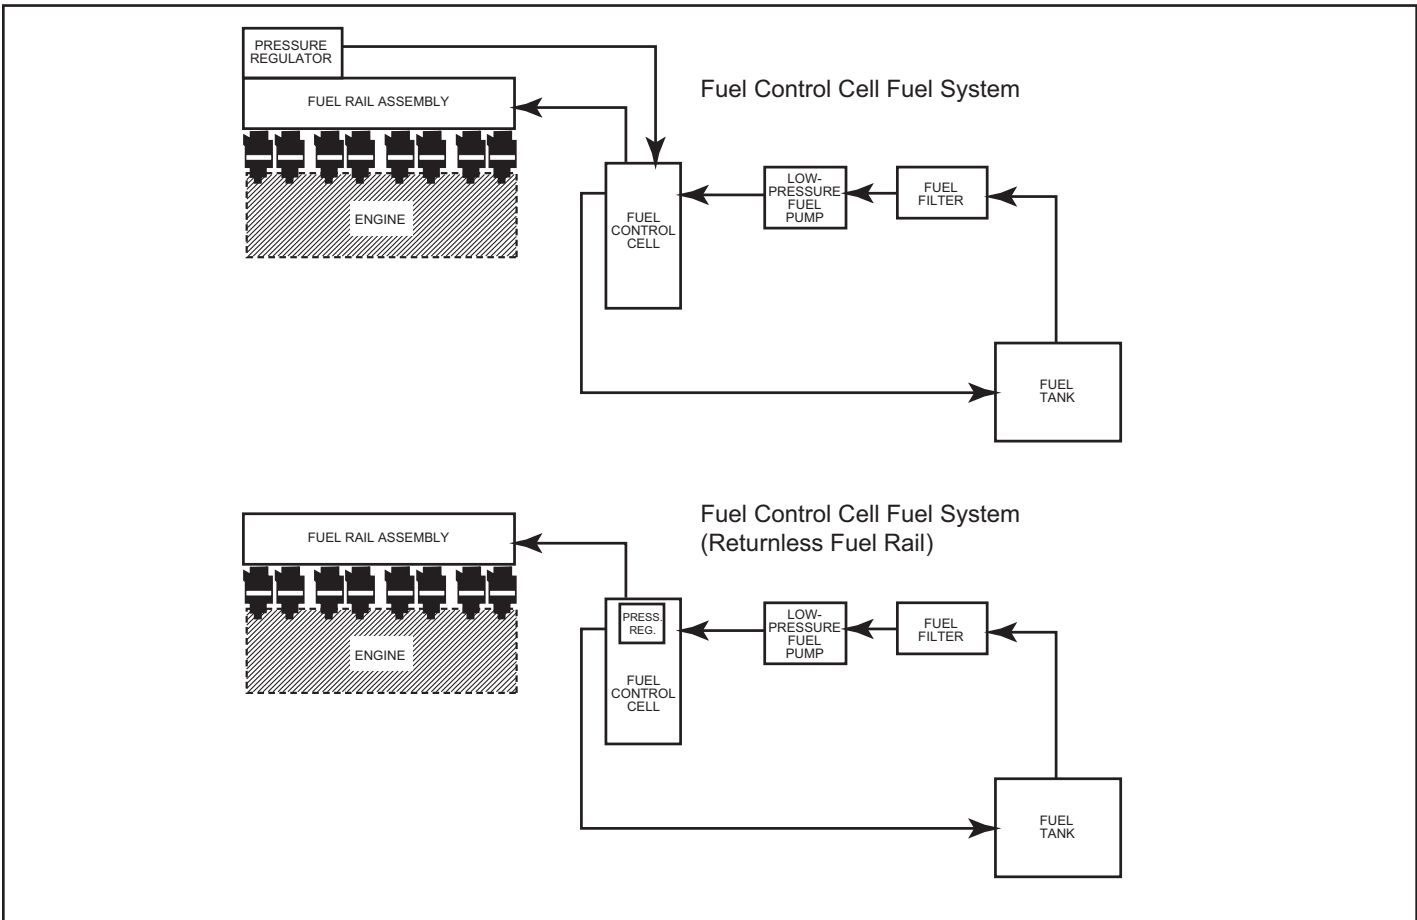 PRESSURE
REGULATOR
FUEL RAIL ASSEMBLY
ENGINE
Fuel Control Cell Fuel System
FUEL
CONTROL
CELL
LOW-
PRESSURE
FUEL
PUMP
FUEL
FILTER
FUEL
TANK
FUEL RAIL ASSEMBLY
ENGINE
Fuel Control Cell Fuel System
(Returnless Fuel Rail)
PRESS.
REG.
FUEL
CONTROL
CELL
LOW-
PRESSURE
FUEL
PUMP
FUEL
FILTER
FUEL
TANK